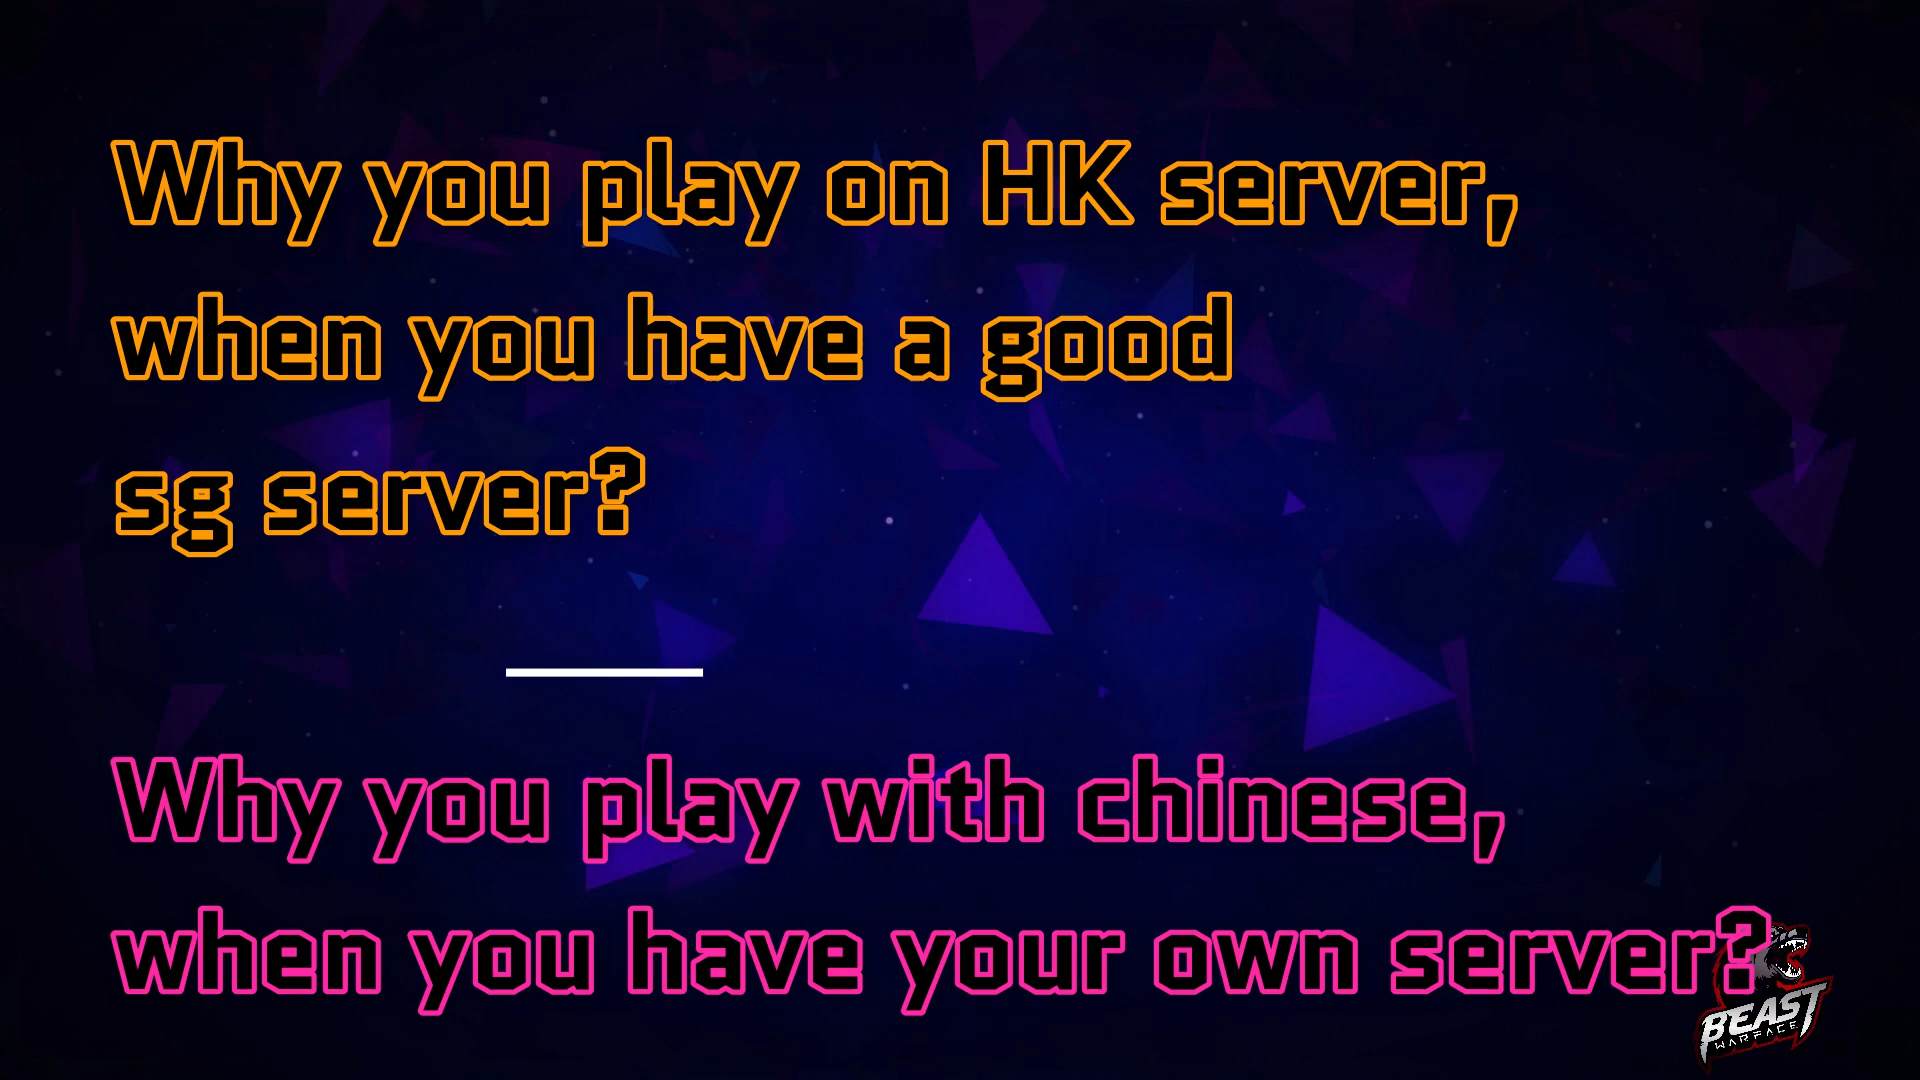 Why you play on HK server,
when you have a good
sg server?
Why you play with chinese,
when you have your own server?
BEAST
WARFACE